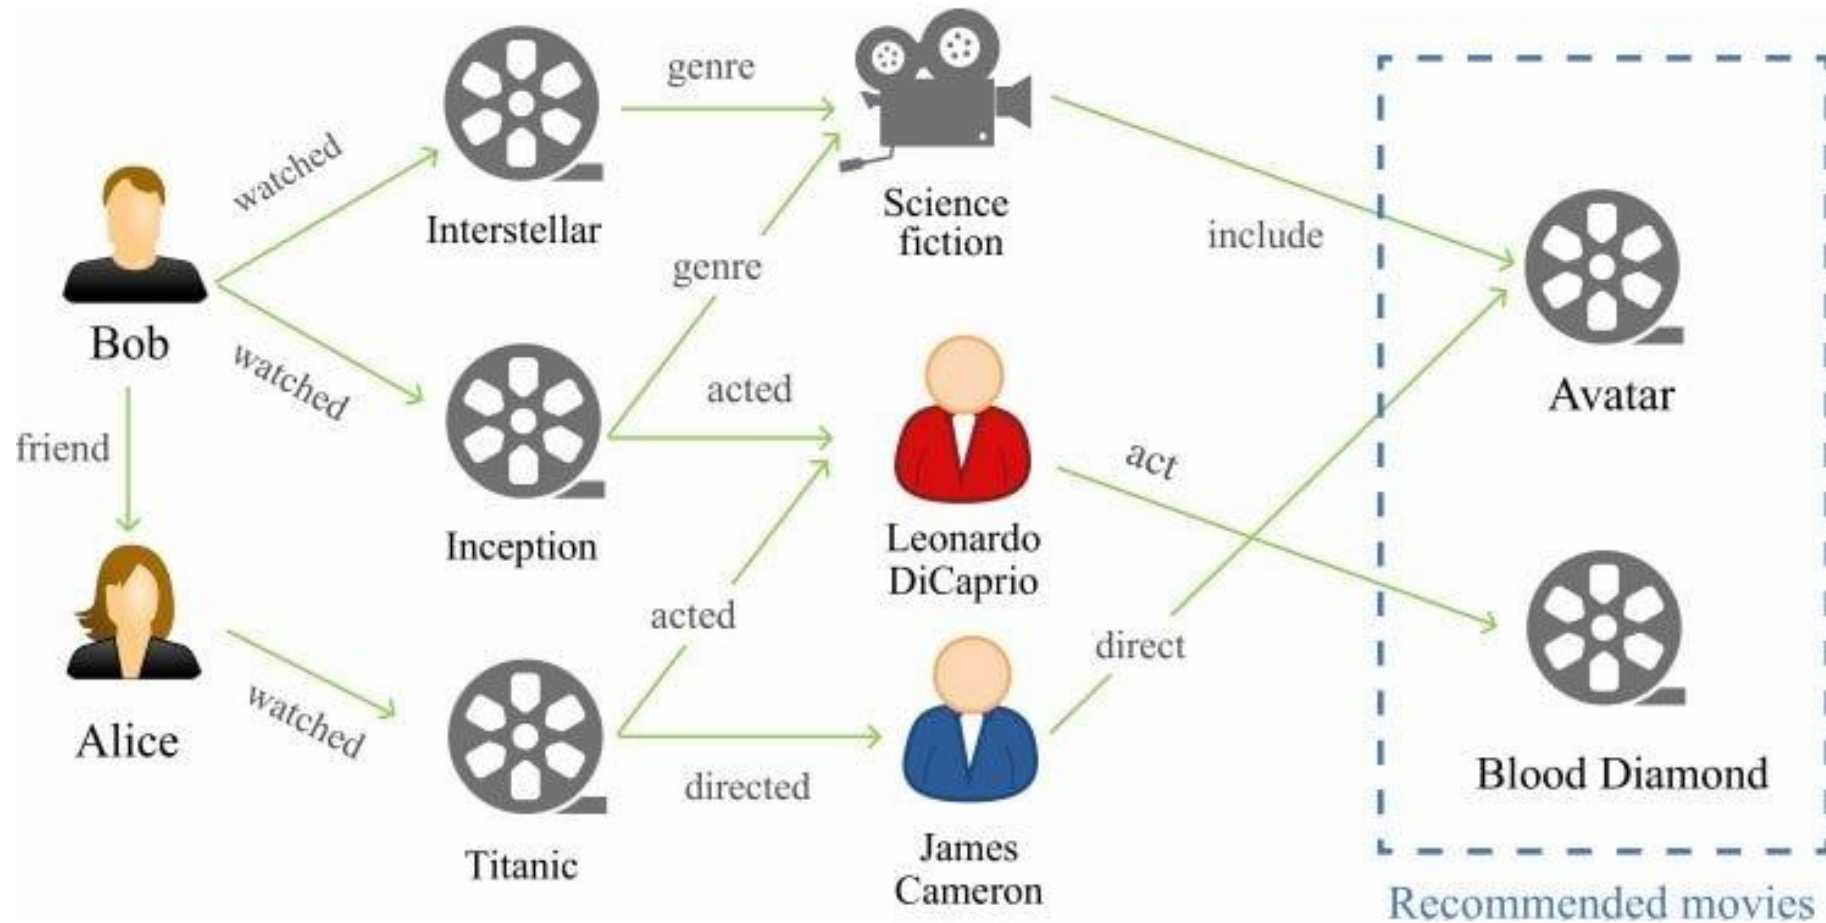 genre
watched
Interstellar
Science
fiction
include
genre
Bob
watched
acted
Avatar
friend
act
Inception
Leonardo
DiCaprio
acted
direct
Alice
watched
directed
Blood Diamond
Titanic
James
Cameron
Recommended movies